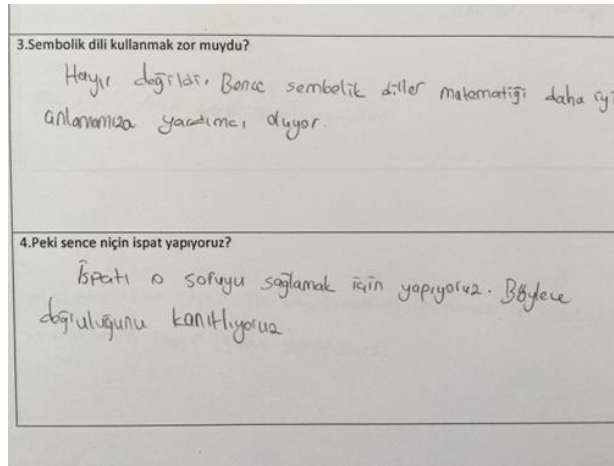 3.Sembolik dili kullanmak zor muydu?
Hayır değildi. Bence sembolik diller matematiği daha iyi
anlamamıza yardımcı oluyor.
4.Peki sence niçin ispat yapıyoruz?
İspatı o soruyu sağlamak için yapıyoruz. Böylece
doğruluğunu kanıtlıyoruz